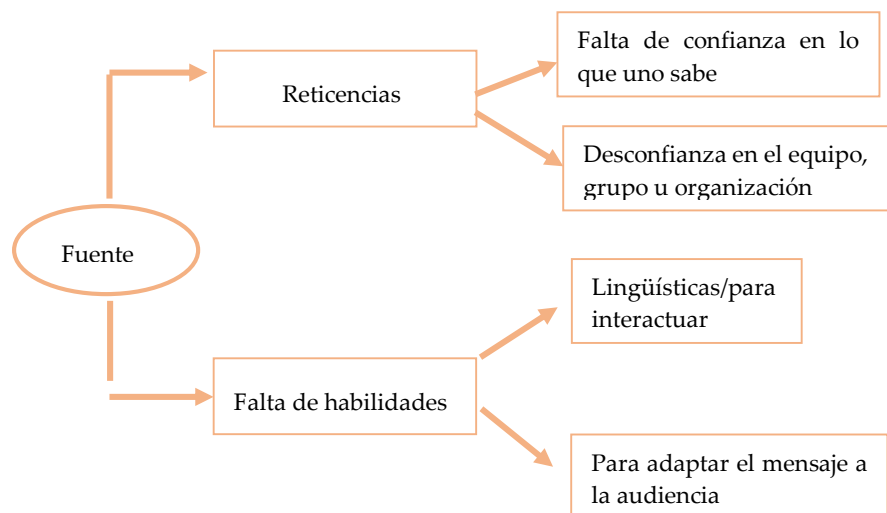 Fuente
Reticencias
Falta de confianza en lo
que uno sabe
Desconfianza en el equipo,
grupo u organización
Falta de habilidades
Lingüísticas/para
interactuar
Para adaptar el mensaje a
la audiencia